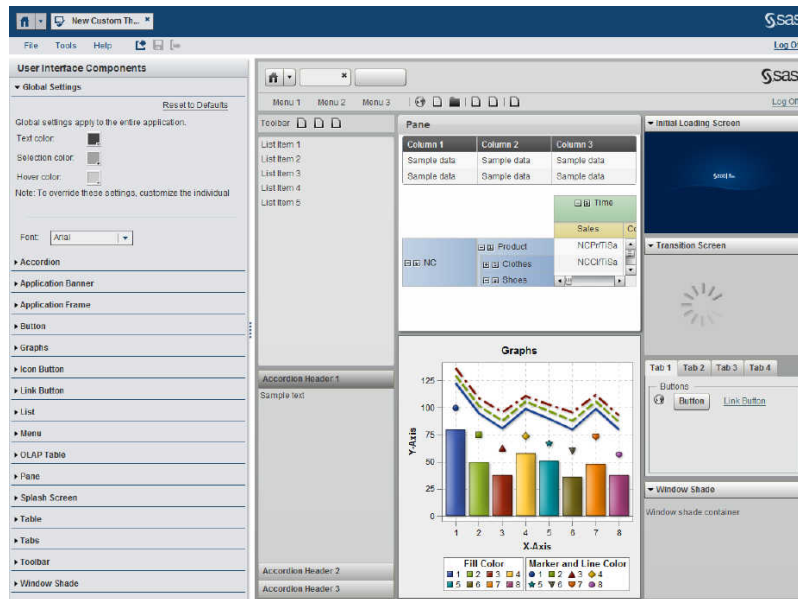 New Custom Th...
sas
File Tools Help
Log Of
User Interface Components
Global Settings
Reset to Defaults
Global settings apply to the entire application.
Text color:
Selection color:
Hover color:
Note: To override these settings, customize the individual
Font: Arial
Accordion
Application Banner
Application Frame
Button
Graphs
Icon Button
Link Button
List
Menu
OLAP Table
Pane
Splash Screen
Table
Tabs
Toolbar
Window Shade
sas
Menu 1 Menu 2 Menu 3
Log Off
Toolbar
List Item 1
List Item 2
List Item 3
List Item 4
List Item 5
Accordion Header 1
Sample text
Accordion Header 2
Accordion Header 3
Pane
Column 1 Column 2 Column 3
Sample data Sample data Sample data
Sample data Sample data Sample data
Time
Sales Cc
NC Product NCPr/TiSa
Clothes NCCl/TiSa
Shoes
Graphs
Y-Axis
125
100
75
50
25
0
1 2 3 4 5 6 7 8
X-Axis
Fill Color Marker and Line Color
1 2 3 4 1 2 3 4
5 6 7 8 5 6 7 8
Initial Loading Screen
Transition Screen
Tab 1 Tab 2 Tab 3 Tab 4
Buttons
Button Link Button
Window Shade
Window shade container